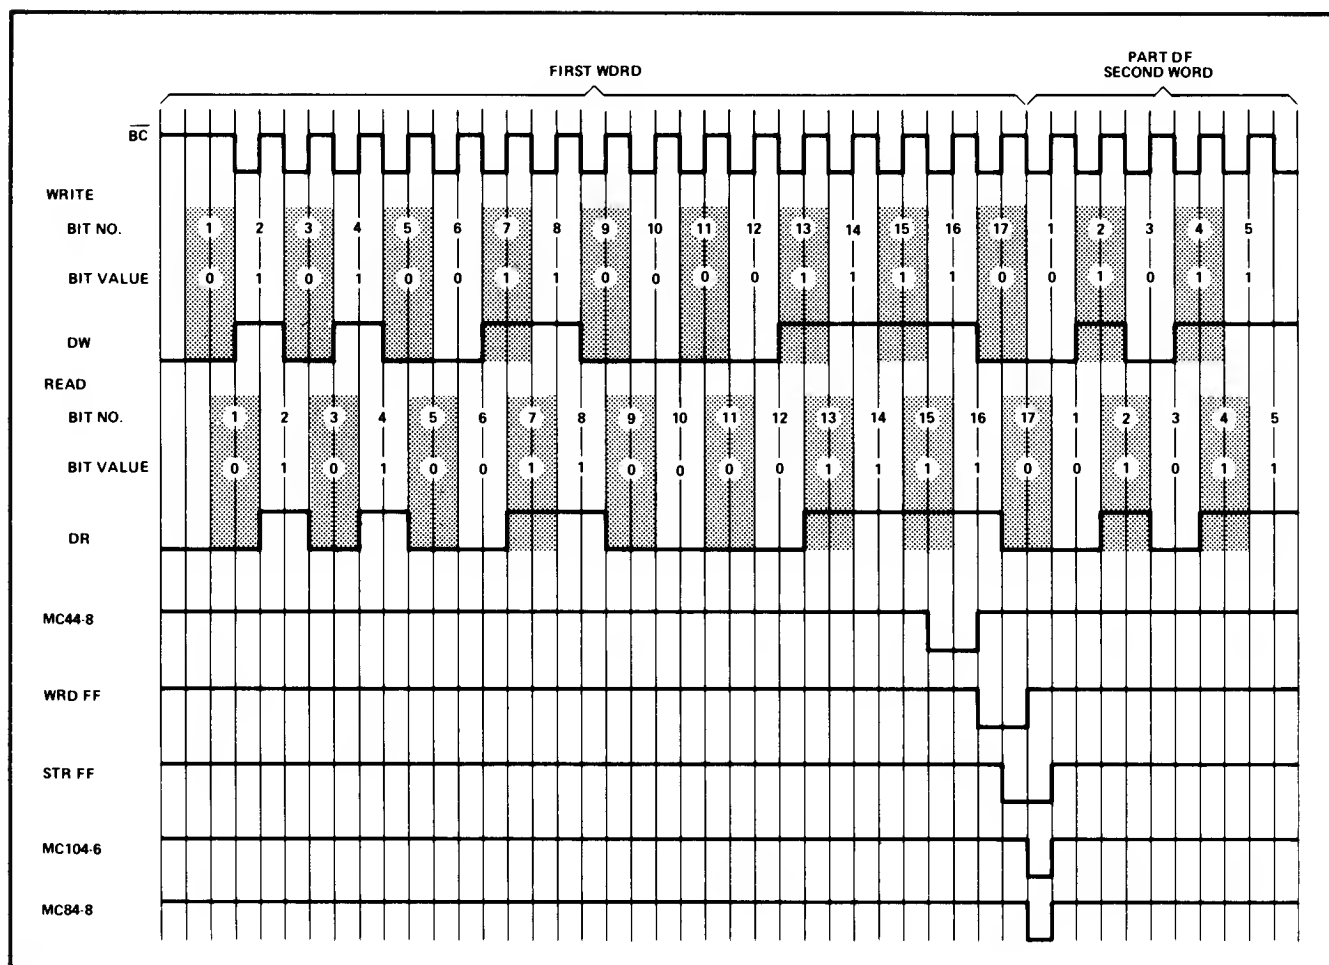 FIRST WDRD
PART DF
SECOND WORD
BC
WRITE
BIT NO. 1 2 3 4 5 6 7 8 9 10 11 12 13 14 15 16 17 1 2 3 4 5
BIT VALUE 0 1 0 1 0 0 1 1 0 0 0 0 1 1 1 1 0 0 1 0 1 1
DW
READ
BIT NO. 1 2 3 4 5 6 7 8 9 10 11 12 13 14 15 16 17 1 2 3 4 5
BIT VALUE 0 1 0 1 0 0 1 1 0 0 0 0 1 1 1 1 0 0 1 0 1 1
DR
MC44-8
WRD FF
STR FF
MC104-6
MC84-8